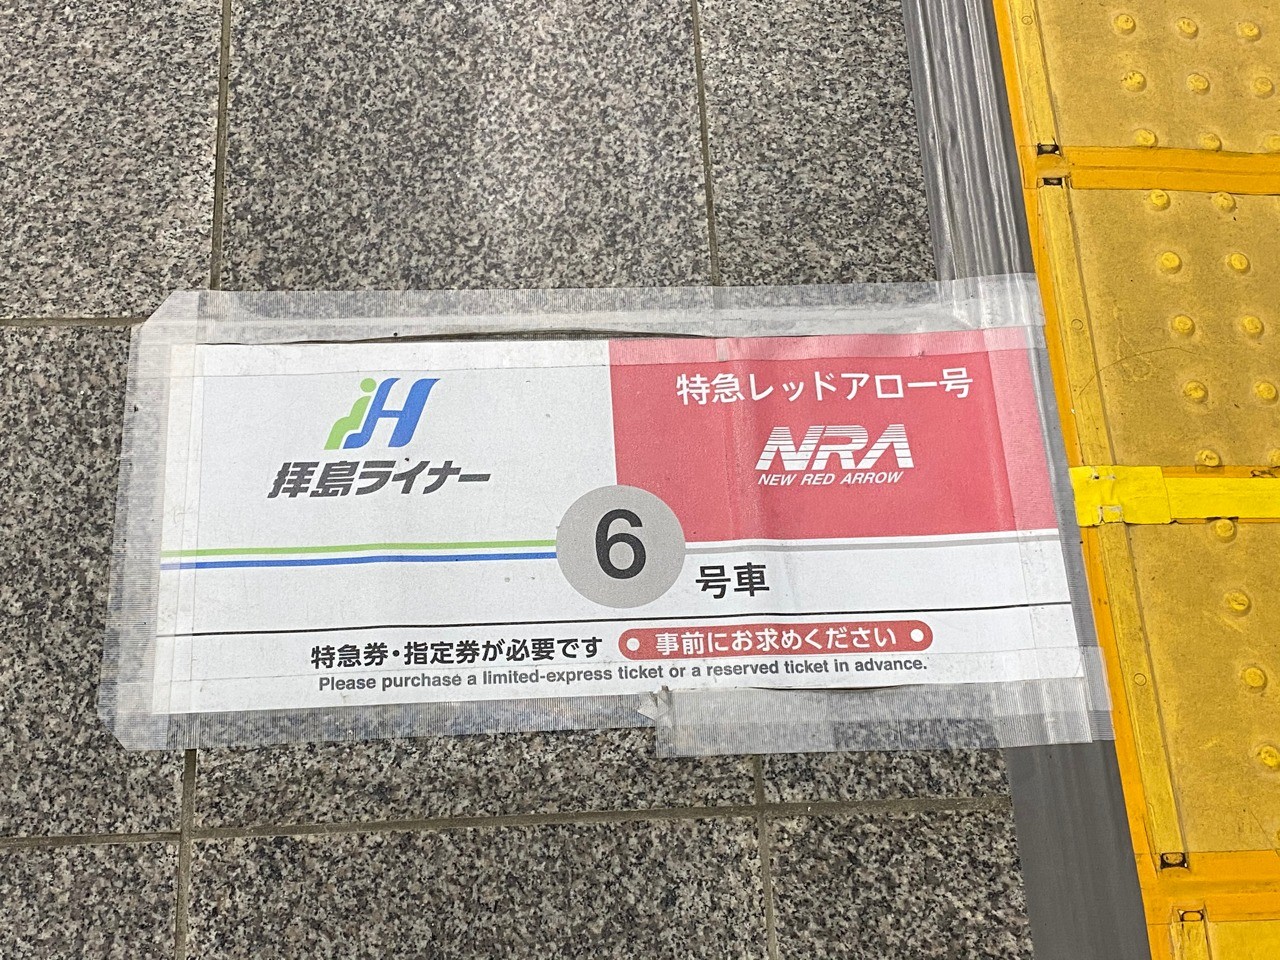 H
拝島ライナー
特急レッドアロー号
NRA
NEW RED ARROW
6号車
特急券・指定券が必要です 事前にお求めください
Please purchase a limited-express ticket or a reserved ticket in advance.